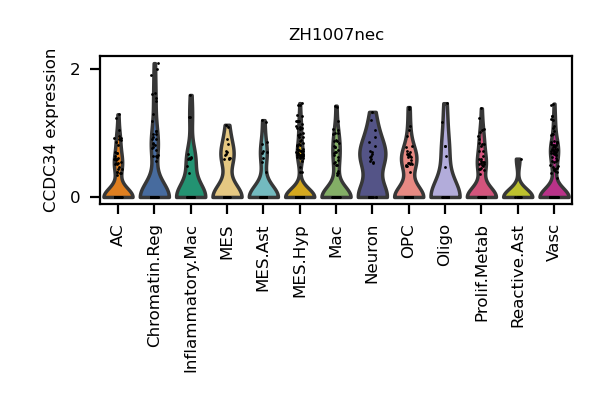 ZH1007nec
CCDC34 expression
2
0
AC
Chromatin.Reg
Inflammatory.Mac
MES
MES.Ast
MES.Hyp
Mac
Neuron
OPC
Oligo
Prolif.Metab
Reactive.Ast
Vasc